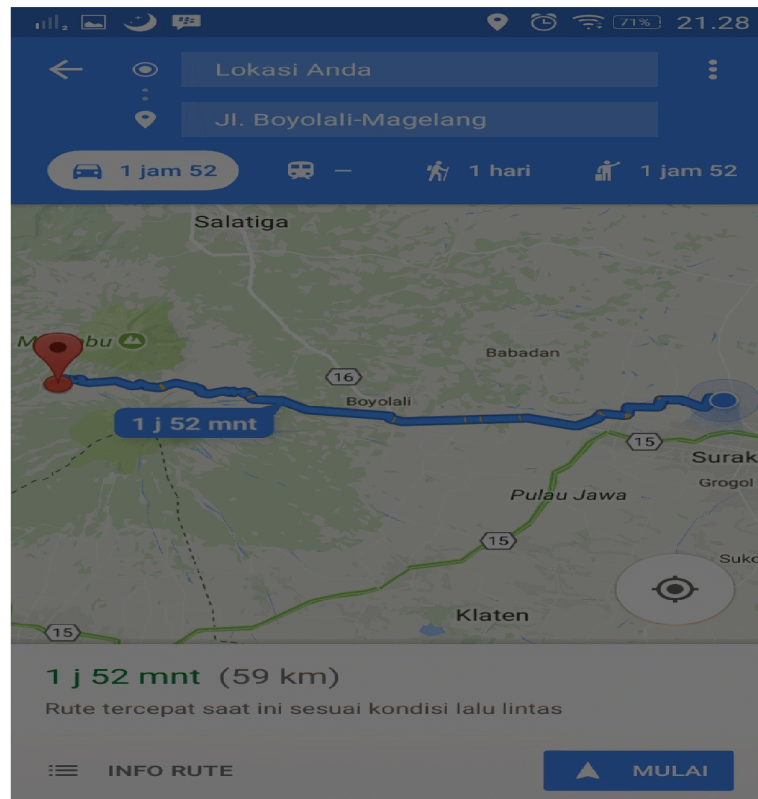 21.28
71%
Lokasi Anda
Jl. Boyolali-Magelang
1 jam 52
—
1 hari
1 jam 52
Salatiga
Babadan
16
Boyolali
1 j 52 mnt
15
Surak
Grogol
Pulau Jawa
15
Suko
Klaten
15
1 j 52 mnt (59 km)
Rute tercepat saat ini sesuai kondisi lalu lintas
INFO RUTE
MULAI